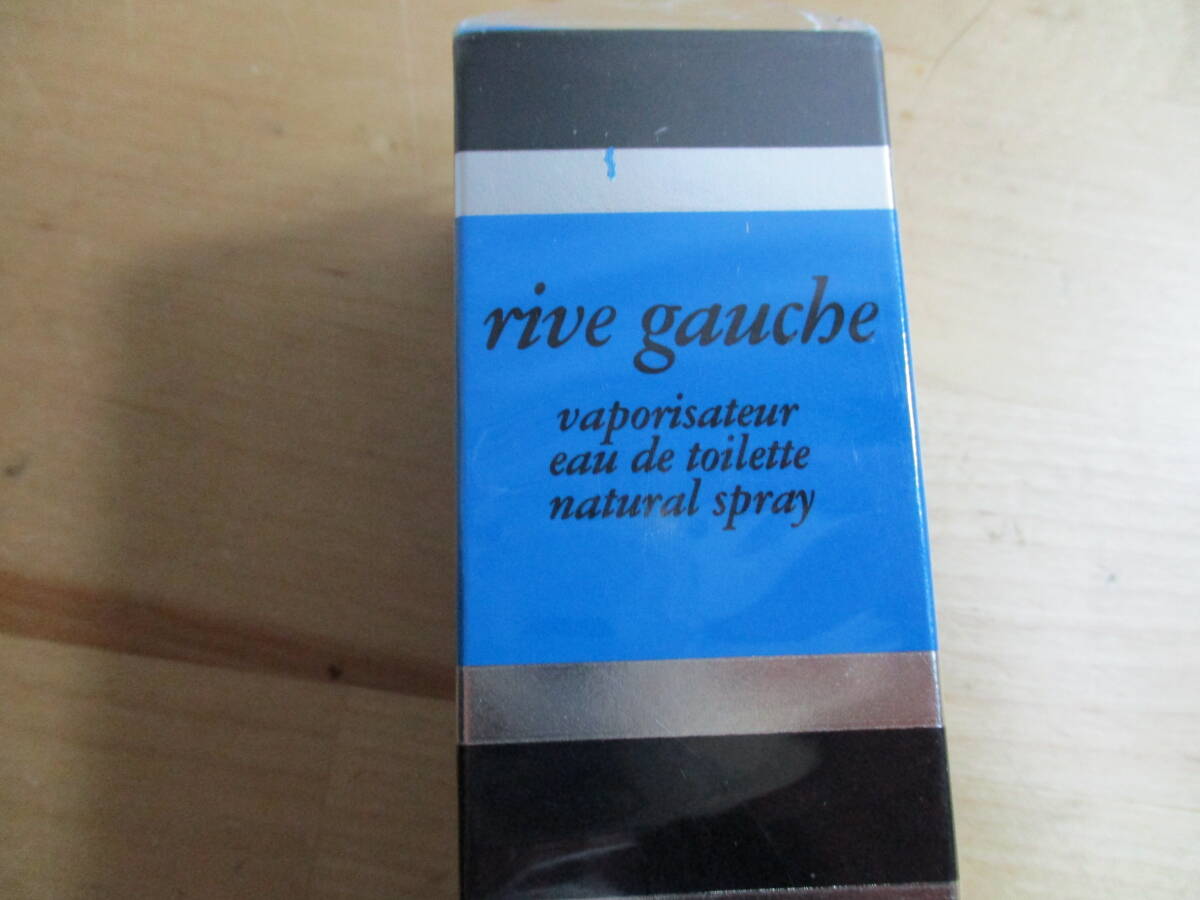 rive gauche
vaporisateur
eau de toilette
natural spray